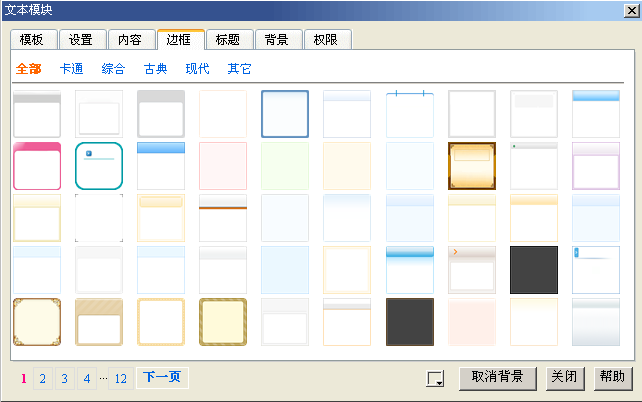 文本模块
模板 设置 内容 边框 标题 背景 权限
全部 卡通 综合 古典 现代 其它
1 2 3 4 ... 12 下一页 取消背景 关闭 帮助